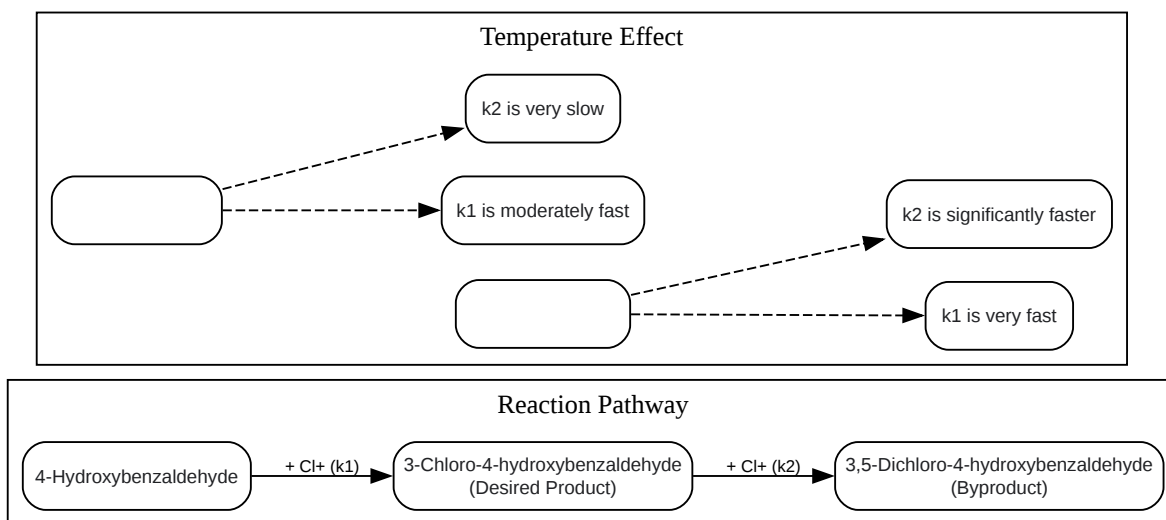 Temperature Effect
k2 is very slow
k1 is moderately fast
k2 is significantly faster
k1 is very fast
Reaction Pathway
4-Hydroxybenzaldehyde
+ Cl+ (k1)
3-Chloro-4-hydroxybenzaldehyde
(Desired Product)
+ Cl+ (k2)
3,5-Dichloro-4-hydroxybenzaldehyde
(Byproduct)